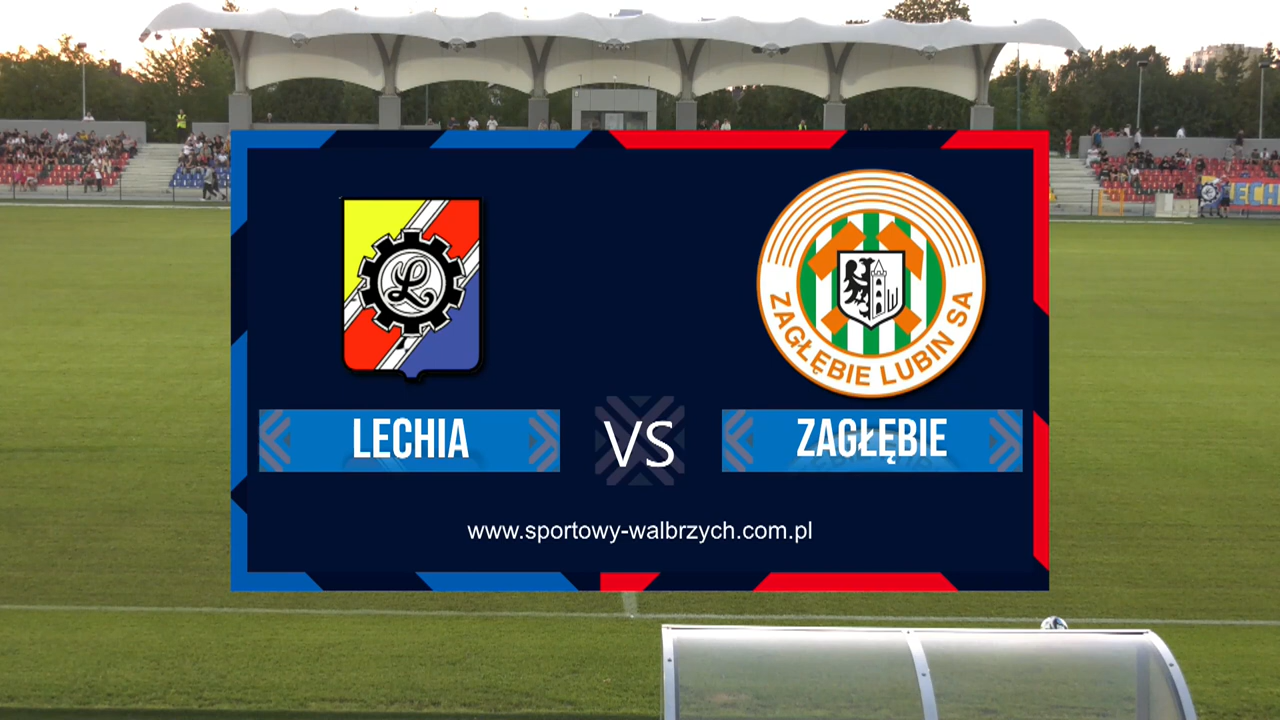 L
ZAGŁĘBIE LUBIN SA
LECHIA
VS
ZAGŁĘBIE
www.sportowy-walbrzych.com.pl